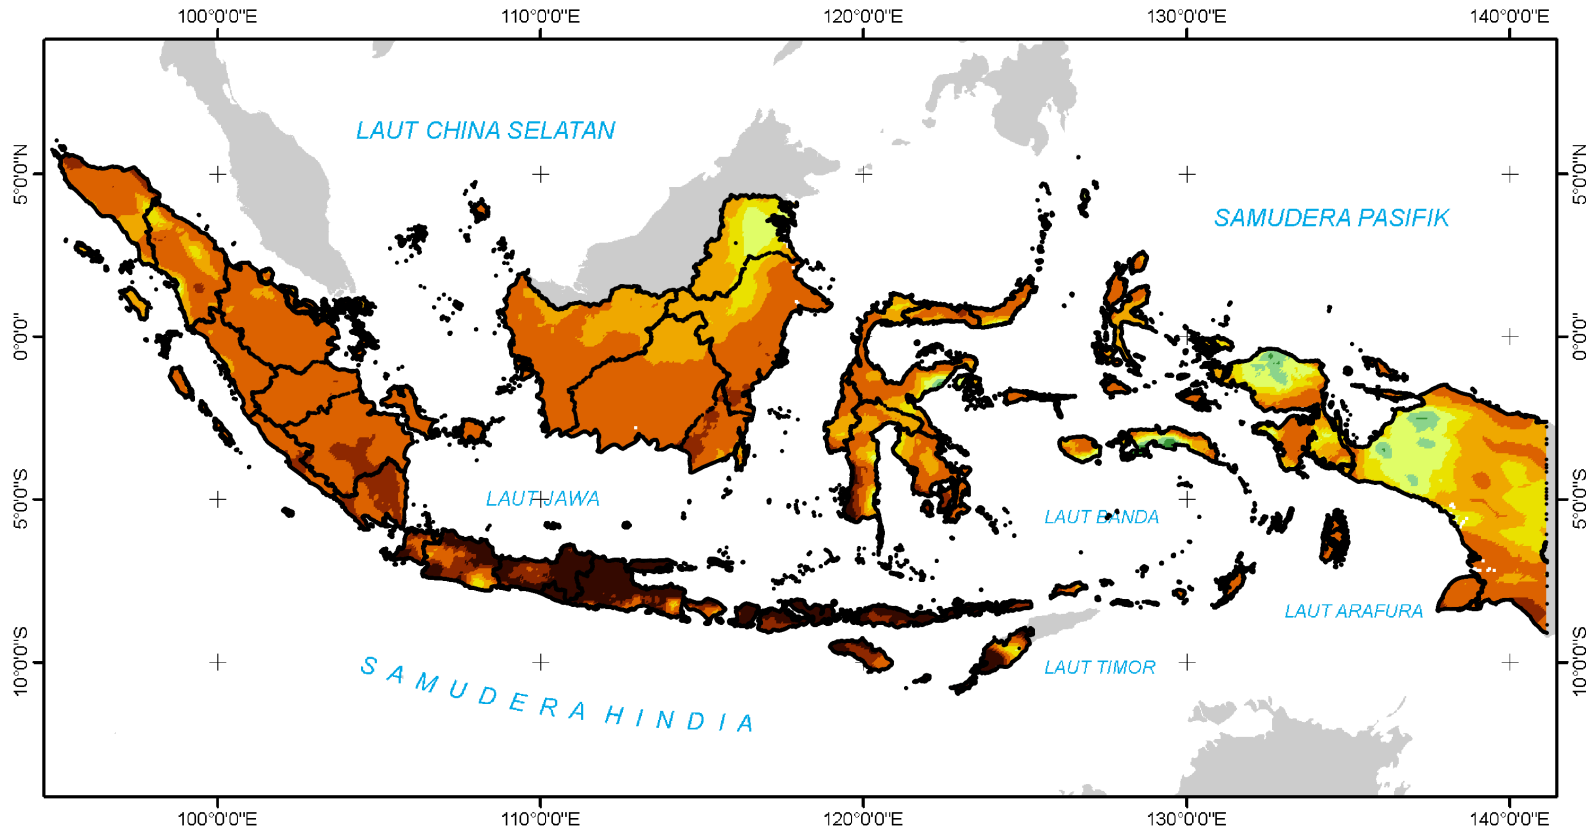 100°0'0"E 110°0'0"E 120°0'0"E 130°0'0"E 140°0'0"E
LAUT CHINA SELATAN
5°0'0"N 5°0'0"N
SAMUDERA PASIFIK
0°0'0" 0°0'0"
LAUT JAWA
5°0'0"S 5°0'0"S
LAUT BANDA
LAUT ARAFURA
10°0'0"S 10°0'0"S
LAUT TIMOR
SAMUDERA HINDIA
100°0'0"E 110°0'0"E 120°0'0"E 130°0'0"E 140°0'0"E